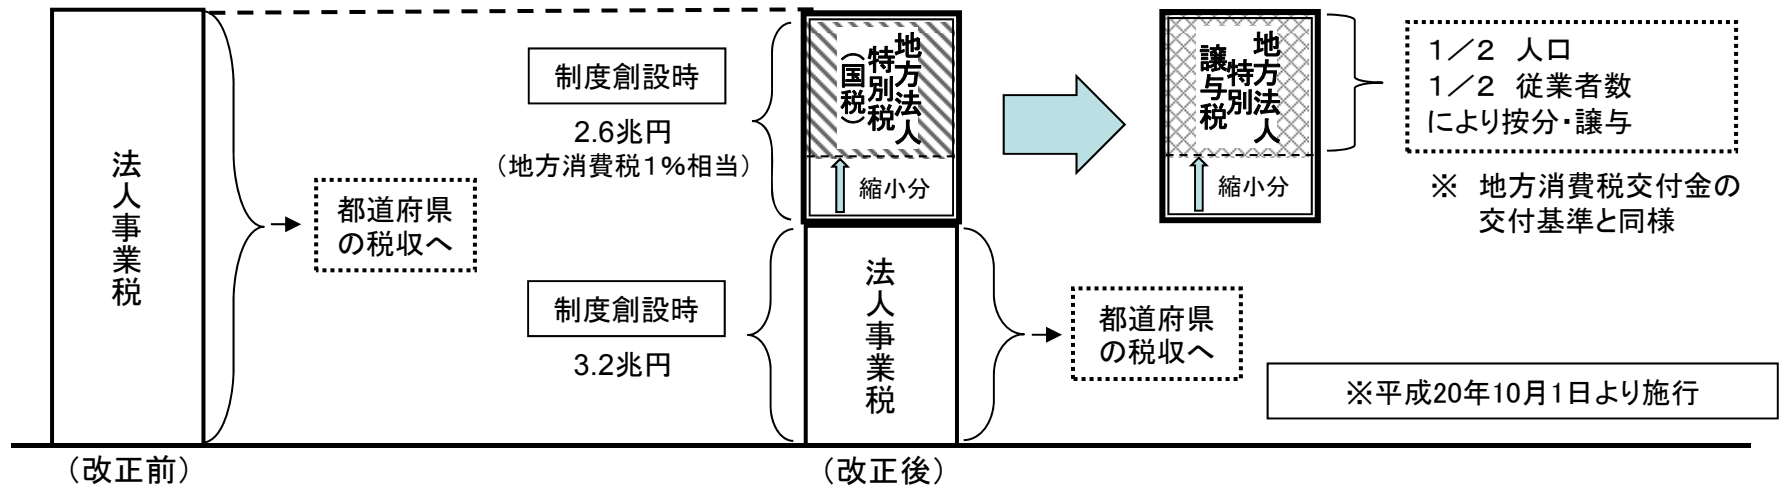 法人事業税
(改正前)
都道府県
の税収へ
制度創設時
2.6兆円
(地方消費税1%相当)
制度創設時
3.2兆円
地方法人
特別税
(国税)
縮小分
法人事業税
(改正後)
都道府県
の税収へ
地方法人
特別
譲与税
縮小分
1/2 人口
1/2 従業者数
により按分・譲与
※ 地方消費税交付金の
交付基準と同様
※平成20年10月1日より施行